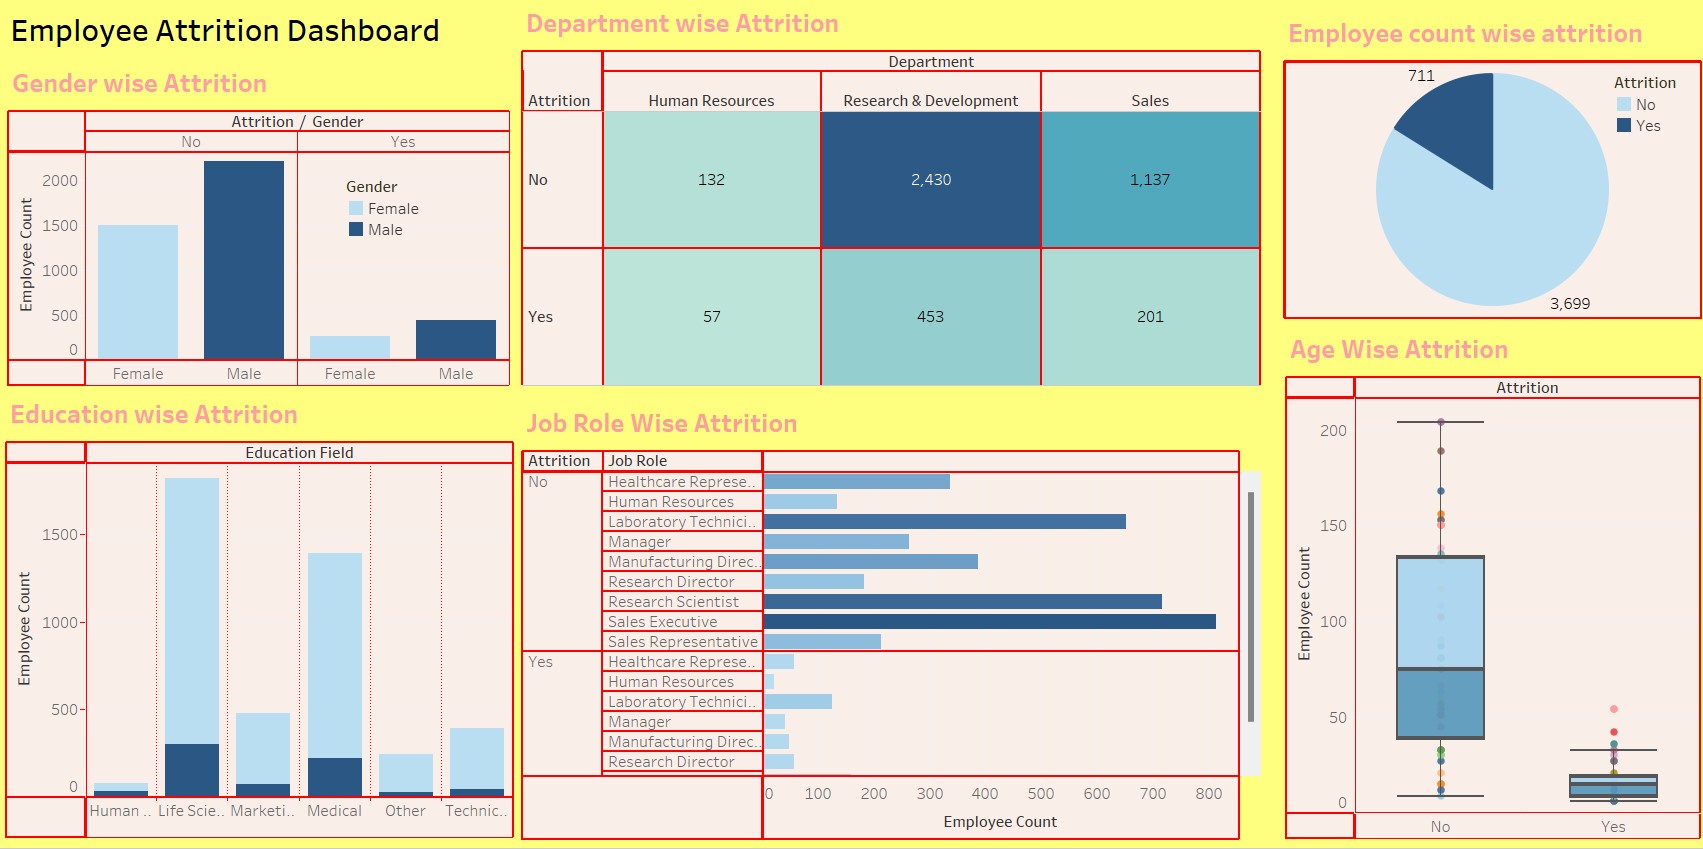 Employee Attrition Dashboard
Gender wise Attrition
Attrition / Gender
No Yes
Employee Count
2000
1500
1000
500
0
Gender
Female
Male
Female Male Female Male
Department wise Attrition
Department
Attrition Human Resources Research & Development Sales
No 132 2,430 1,137
Yes 57 453 201
Employee count wise attrition
711
3,699
Attrition
No
Yes
Education wise Attrition
Education Field
Employee Count
1500
1000
500
0
Human .. Life Scie.. Marketi.. Medical Other Technic..
Job Role Wise Attrition
Attrition Job Role
No Healthcare Represe..
Human Resources
Laboratory Technici..
Manager
Manufacturing Direc..
Research Director
Research Scientist
Sales Executive
Sales Representative
Yes Healthcare Represe..
Human Resources
Laboratory Technici..
Manager
Manufacturing Direc..
Research Director
0 100 200 300 400 500 600 700 800
Employee Count
Age Wise Attrition
Attrition
Employee Count
200
150
100
50
0
No Yes